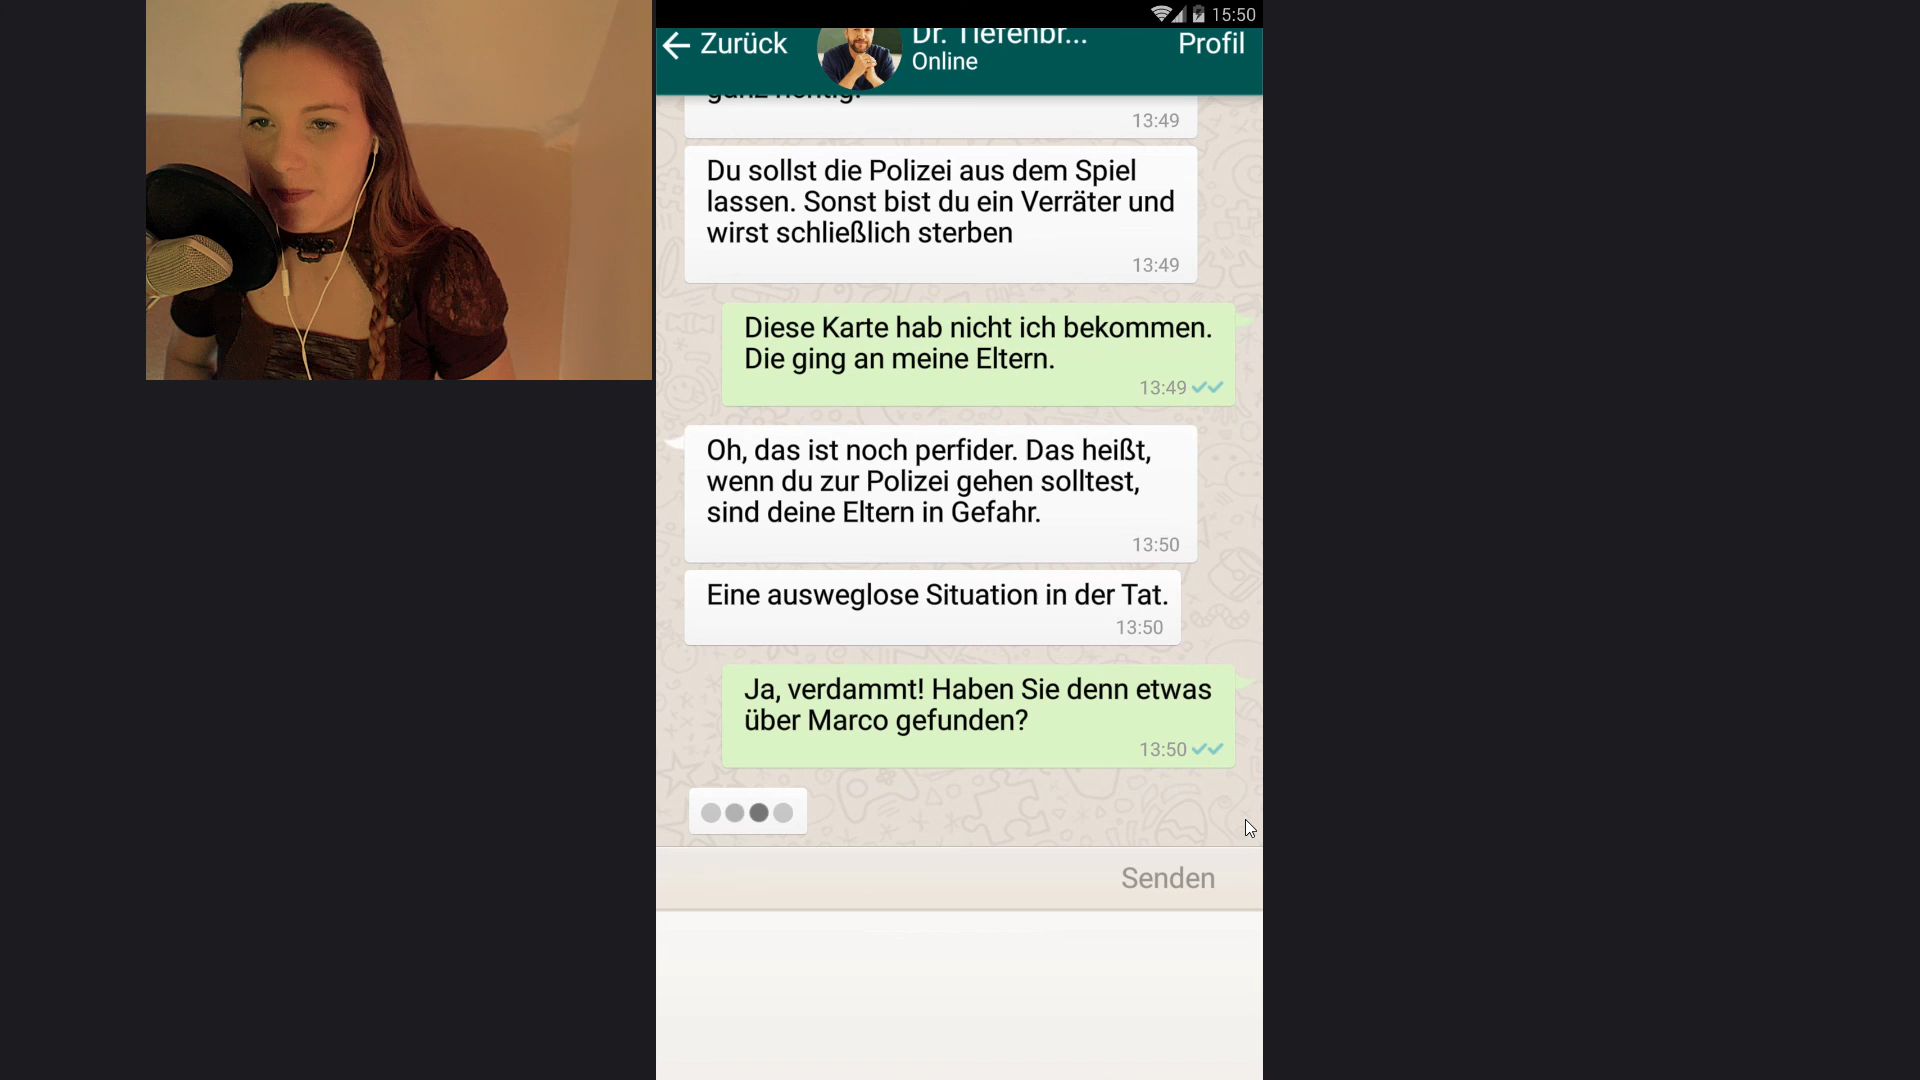 15:50
Zurück
Dr. Tiefenbr...
Profil
Online
ganz richtig.
13:49
Du sollst die Polizei aus dem Spiel
lassen. Sonst bist du ein Verräter und
wirst schließlich sterben
13:49
Diese Karte hab nicht ich bekommen.
Die ging an meine Eltern.
13:49
Oh, das ist noch perfider. Das heißt,
wenn du zur Polizei gehen solltest,
sind deine Eltern in Gefahr.
13:50
Eine ausweglose Situation in der Tat.
13:50
Ja, verdammt! Haben Sie denn etwas
über Marco gefunden?
13:50
Senden